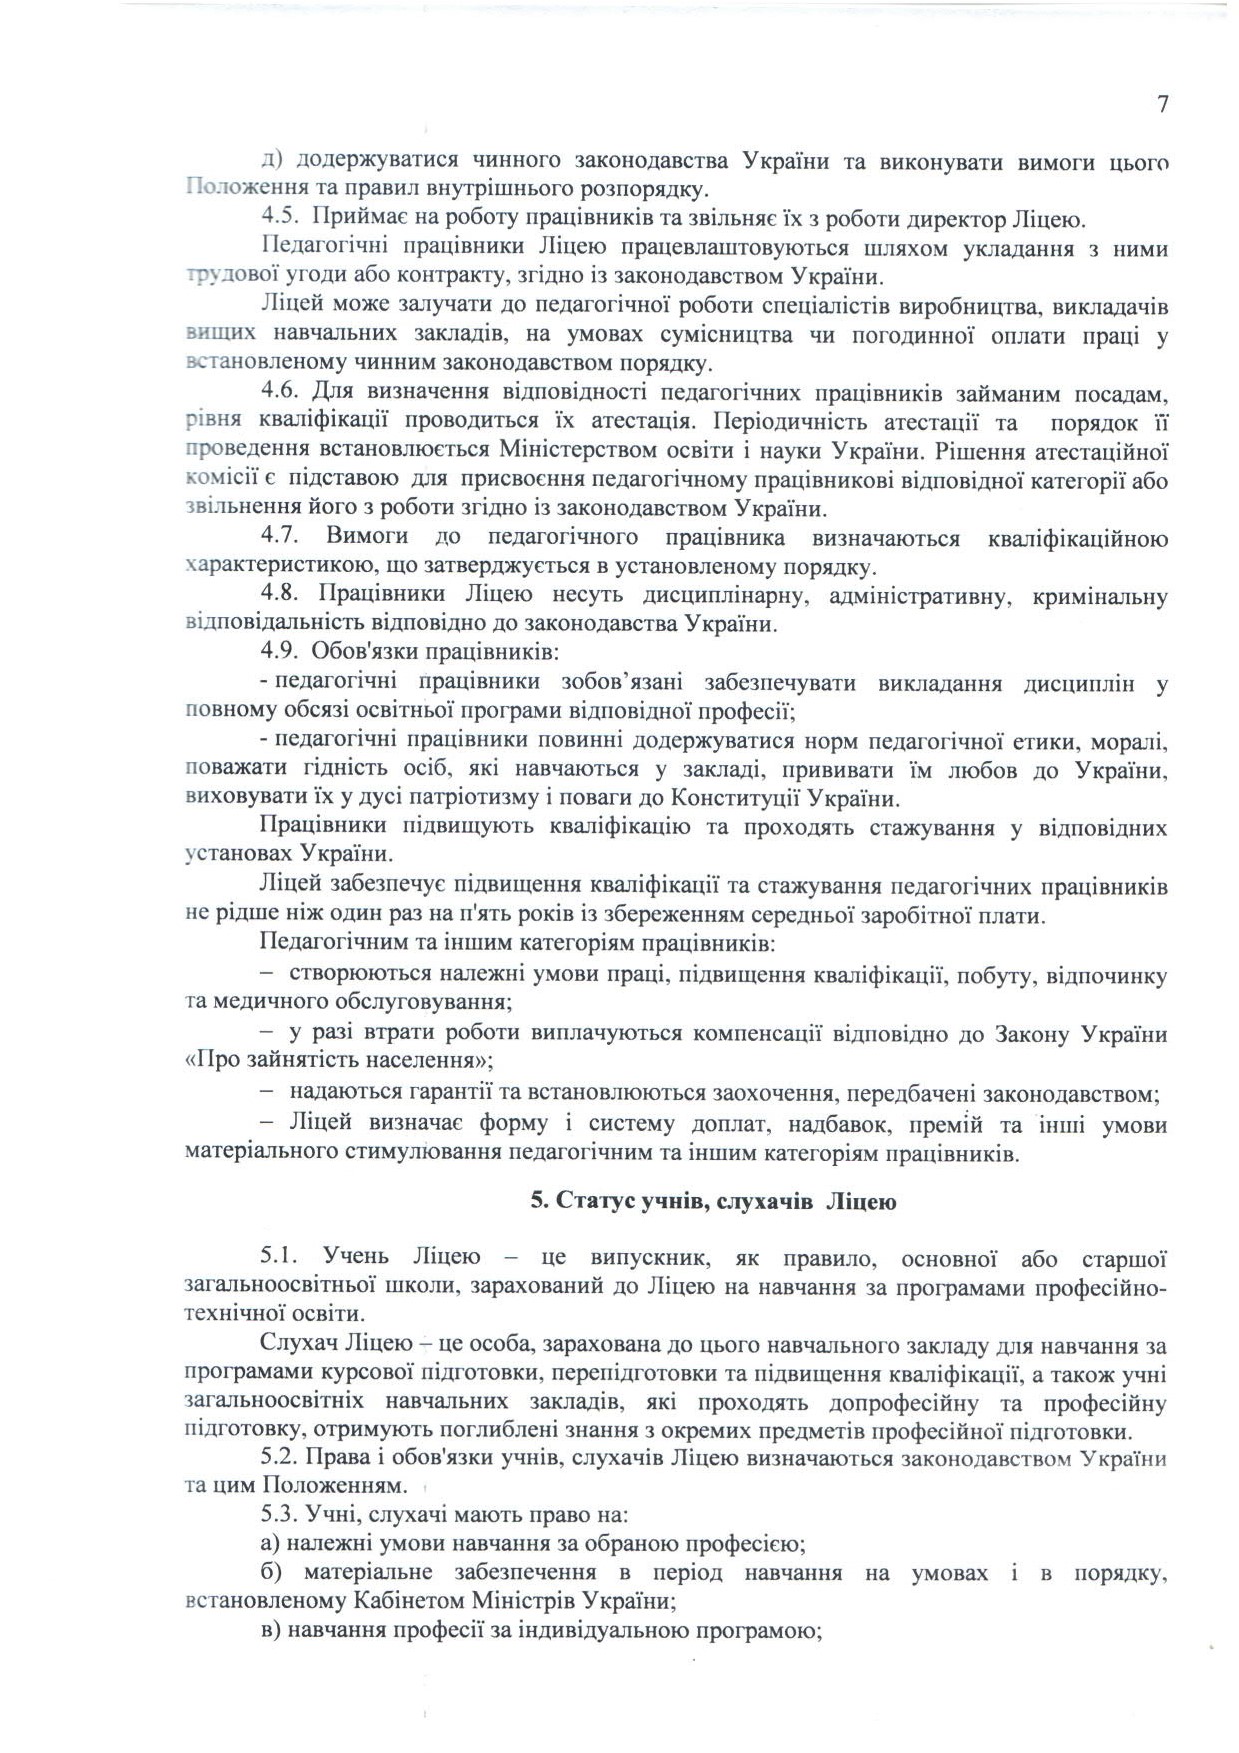 7
д) додержуватися чинного законодавства України та виконувати вимоги цього
Положення та правил внутрішнього розпорядку.
4.5. Приймає на роботу працівників та звільняє їх з роботи директор Ліцею.
Педагогічні працівники Ліцею працевлаштовуються шляхом укладання з ними
трудової угоди або контракту, згідно із законодавством України.
Ліцей може залучати до педагогічної роботи спеціалістів виробництва, викладачів
вищих навчальних закладів, на умовах сумісництва чи погодинної оплати праці у
встановленому чинним законодавством порядку.
4.6. Для визначення відповідності педагогічних працівників займаним посадам,
рівня кваліфікації проводиться їх атестація. Періодичність атестації та порядок її
проведення встановлюється Міністерством освіти і науки України. Рішення атестаційної
комісії є підставою для присвоєння педагогічному працівникові відповідної категорії або
звільнення його з роботи згідно із законодавством України.
4.7. Вимоги до педагогічного працівника визначаються кваліфікаційною
характеристикою, що затверджується в установленому порядку.
4.8. Працівники Ліцею несуть дисциплінарну, адміністративну, кримінальну
відповідальність відповідно до законодавства України.
4.9. Обов'язки працівників:
- педагогічні працівники зобов’язані забезпечувати викладання дисциплін у
повному обсязі освітньої програми відповідної професії;
- педагогічні працівники повинні додержуватися норм педагогічної етики, моралі,
поважати гідність осіб, які навчаються у закладі, прививати їм любов до України,
виховувати їх у дусі патріотизму і поваги до Конституції України.
Працівники підвищують кваліфікацію та проходять стажування у відповідних
установах України.
Ліцей забезпечує підвищення кваліфікації та стажування педагогічних працівників
не рідше ніж один раз на п'ять років із збереженням середньої заробітної плати.
Педагогічним та іншим категоріям працівників:
– створюються належні умови праці, підвищення кваліфікації, побуту, відпочинку
та медичного обслуговування;
– у разі втрати роботи виплачуються компенсації відповідно до Закону України
«Про зайнятість населення»;
– надаються гарантії та встановлюються заохочення, передбачені законодавством;
– Ліцей визначає форму і систему доплат, надбавок, премій та інші умови
матеріального стимулювання педагогічним та іншим категоріям працівників.
5. Статус учнів, слухачів Ліцею
5.1. Учень Ліцею – це випускник, як правило, основної або старшої
загальноосвітньої школи, зарахований до Ліцею на навчання за програмами професійно-
технічної освіти.
Слухач Ліцею – це особа, зарахована до цього навчального закладу для навчання за
програмами курсової підготовки, перепідготовки та підвищення кваліфікації, а також учні
загальноосвітніх навчальних закладів, які проходять допрофесійну та професійну
підготовку, отримують поглиблені знання з окремих предметів професійної підготовки.
5.2. Права і обов'язки учнів, слухачів Ліцею визначаються законодавством України
та цим Положенням.
5.3. Учні, слухачі мають право на:
а) належні умови навчання за обраною професією;
б) матеріальне забезпечення в період навчання на умовах і в порядку,
встановленому Кабінетом Міністрів України;
в) навчання професії за індивідуальною програмою;